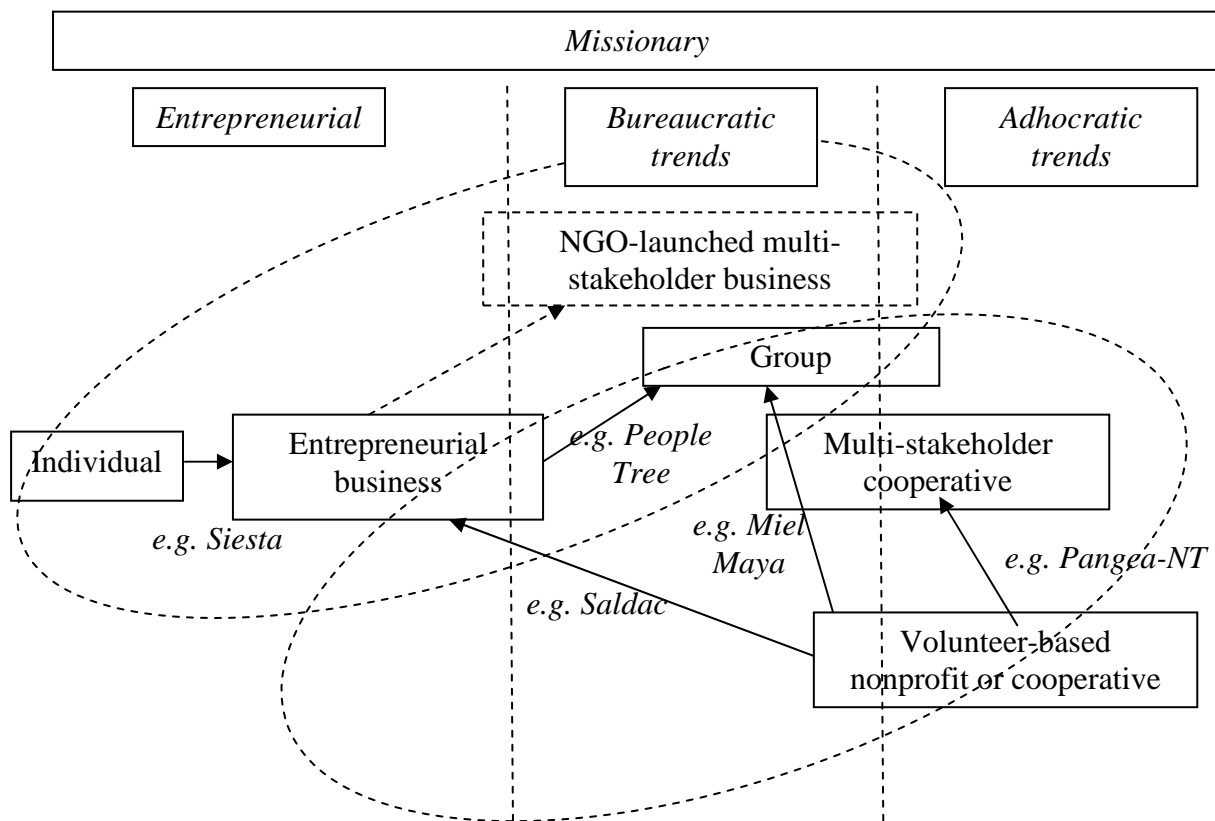 Missionary
Entrepreneurial
Bureaucratic
trends
Adhocratic
trends
NGO-launched multi-
stakeholder business
Group
Individual
Entrepreneurial
business
e.g. People
Tree
Multi-stakeholder
cooperative
e.g. Siesta
e.g. Miel
Maya
e.g. Pangea-NT
e.g. Saldac
Volunteer-based
nonprofit or cooperative